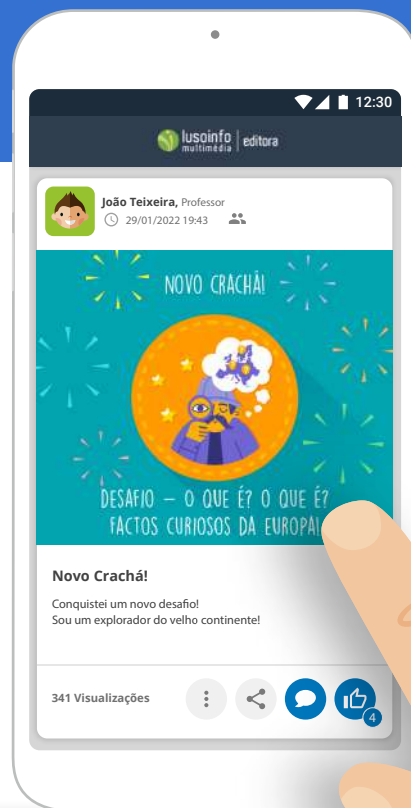 12:30
lusoinfo | editora
multimédia
João Teixeira, Professor
29/01/2022 19:43
NOVO CRACHÁ!
DESAFIO – O QUE É? O QUE É?
FACTOS CURIOSOS DA EUROPA!
Novo Crachá!
Conquistei um novo desafio!
Sou um explorador do velho continente!
341 Visualizações
4